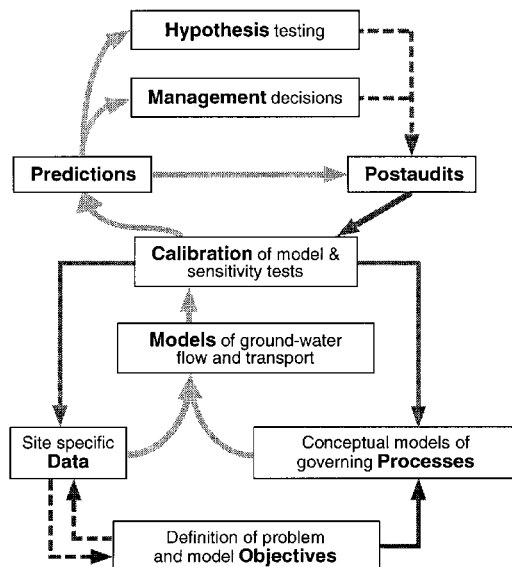 Hypothesis testing
Management decisions
Predictions
Postaudits
Calibration of model &
sensitivity tests
Models of ground-water
flow and transport
Site specific
Data
Conceptual models of
governing Processes
Definition of problem
and model Objectives